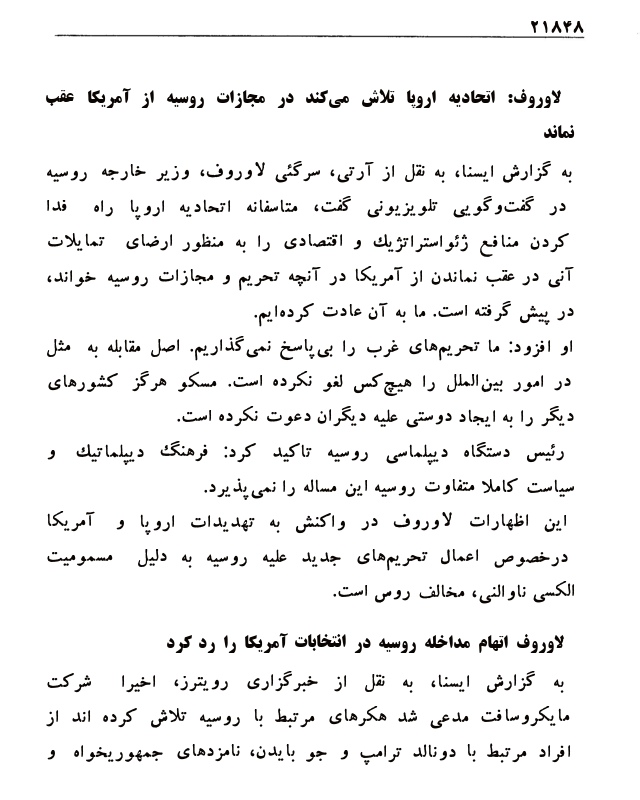 ۲۱۸۴۸
لاوروف: اتحادیه اروپا تلاش می‌کند در مجازات روسیه از آمریکا عقب
نماند
به گزارش ایسنا، به نقل از آرتی، سرگئی لاوروف، وزیر خارجه روسیه
در گفت‌وگویی تلویزیونی گفت، متاسفانه اتحادیه اروپا راه فدا
کردن منافع ژئواستراتژیك و اقتصادی را به منظور ارضای تمایلات
آنی در عقب نماندن از آمریکا در آنچه تحریم و مجازات روسیه خواند،
در پیش گرفته است. ما به آن عادت کرده‌ایم.
او افزود: ما تحریم‌های غرب را بی‌پاسخ نمی‌گذاریم. اصل مقابله به مثل
در امور بین‌الملل را هیچ‌کس لغو نکرده است. مسکو هرگز کشورهای
دیگر را به ایجاد دوستی علیه دیگران دعوت نکرده است.
رئیس دستگاه دیپلماسی روسیه تاکید کرد: فرهنگ دیپلماتیك و
سیاست کاملا متفاوت روسیه این مساله را نمی‌پذیرد.
این اظهارات لاوروف در واکنش به تهدیدات اروپا و آمریکا
درخصوص اعمال تحریم‌های جدید علیه روسیه به دلیل مسمومیت
الکسی ناوالنی، مخالف روس است.
لاوروف اتهام مداخله روسیه در انتخابات آمریکا را رد کرد
به گزارش ایسنا، به نقل از خبرگزاری رویترز، اخیرا شرکت
مایکروسافت مدعی شد هکرهای مرتبط با روسیه تلاش کرده اند از
افراد مرتبط با دونالد ترامپ و جو بایدن، نامزدهای جمهوریخواه و